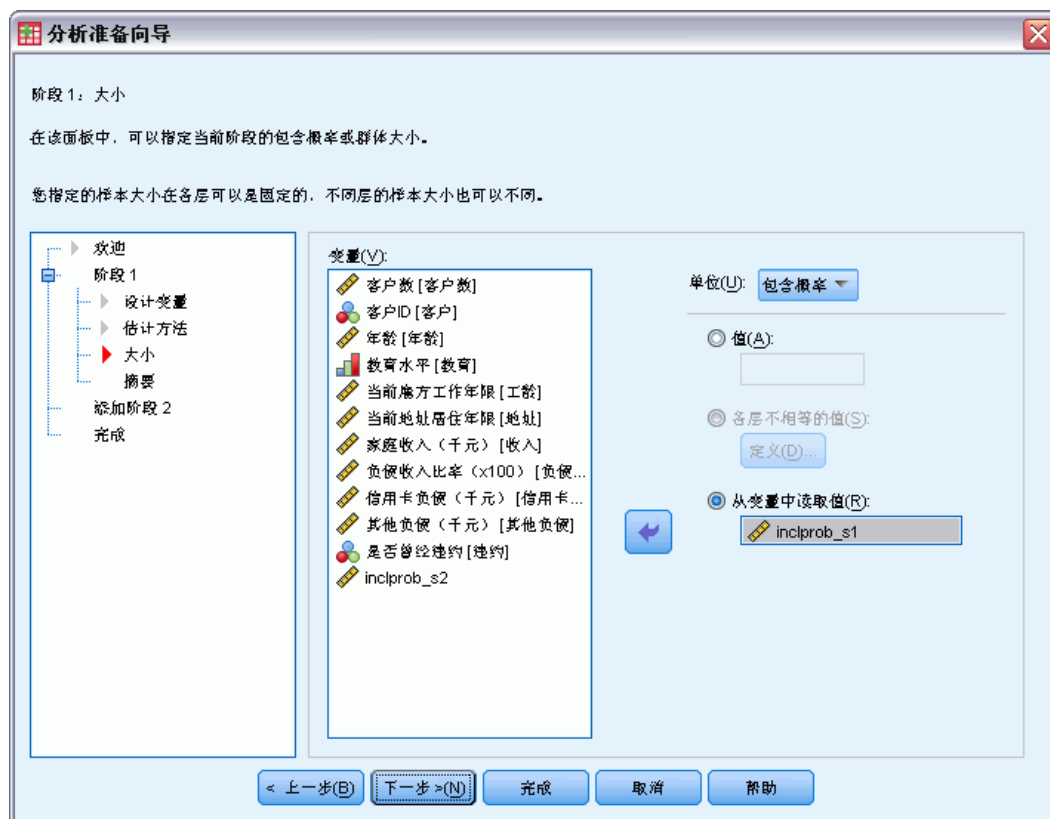 分析准备向导
阶段 1：大小
在该面板中，可以指定当前阶段的包含概率或群体大小。
您指定的样本大小在各层可以是固定的，不同层的样本大小也可以不同。
欢迎
阶段 1
设计变量
估计方法
大小
摘要
添加阶段 2
完成
变量(V):
客户数 [客户数]
客户ID [客户]
年龄 [年龄]
教育水平 [教育]
当前魔方工作年限 [工龄]
当前地址居住年限 [地址]
家庭收入（千元） [收入]
负债收入比率（x100） [负债...
信用卡负债（千元） [信用卡...
其他负债（千元） [其他负债]
是否曾经违约 [违约]
inclprob_s2
单位(U): 包含概率
值(A):
各层不相等的值(S):
定义(D)...
从变量中读取值(R):
inclprob_s1
< 上一步(B)
下一步 >(N)
完成
取消
帮助